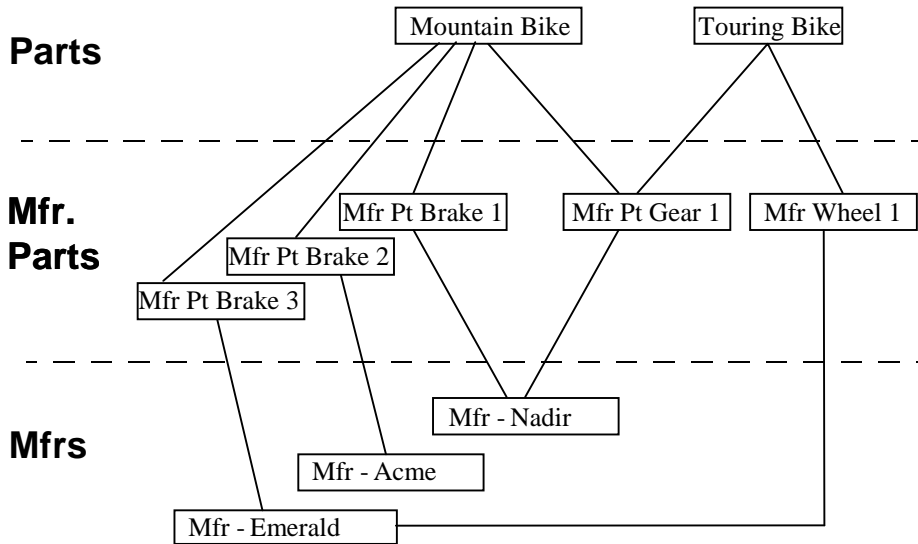 Mountain Bike
Touring Bike
Parts
Mfr.
Parts
Mfr Pt Brake 1
Mfr Pt Gear 1
Mfr Wheel 1
Mfr Pt Brake 2
Mfr Pt Brake 3
Mfrs
Mfr - Nadir
Mfr - Acme
Mfr - Emerald